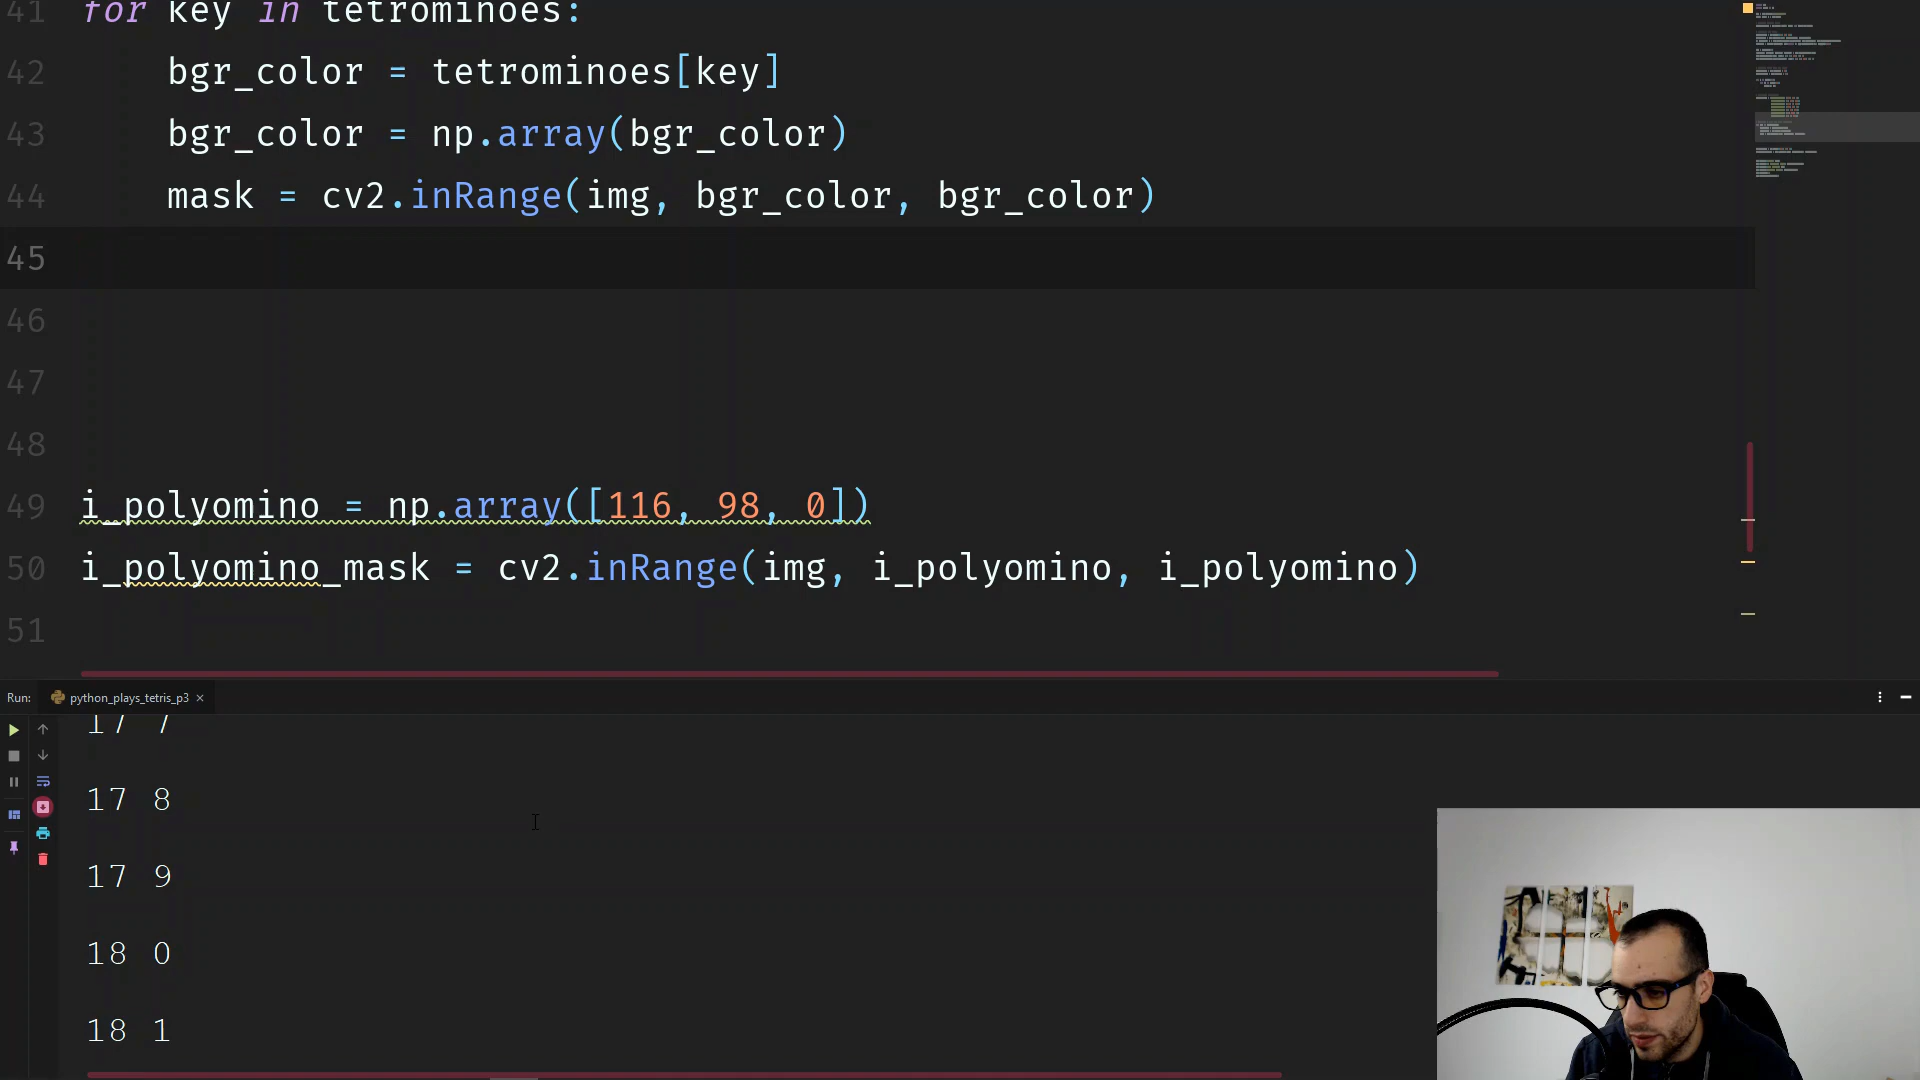 41 for key in tetrominoes:
42 bgr_color = tetrominoes[key]
43 bgr_color = np.array(bgr_color)
44 mask = cv2.inRange(img, bgr_color, bgr_color)
45
46
47
48
49 i_polyomino = np.array([116, 98, 0])
50 i_polyomino_mask = cv2.inRange(img, i_polyomino, i_polyomino)
51
Run: python_plays_tetris_p3 ×
17 7
17 8
17 9
18 0
18 1